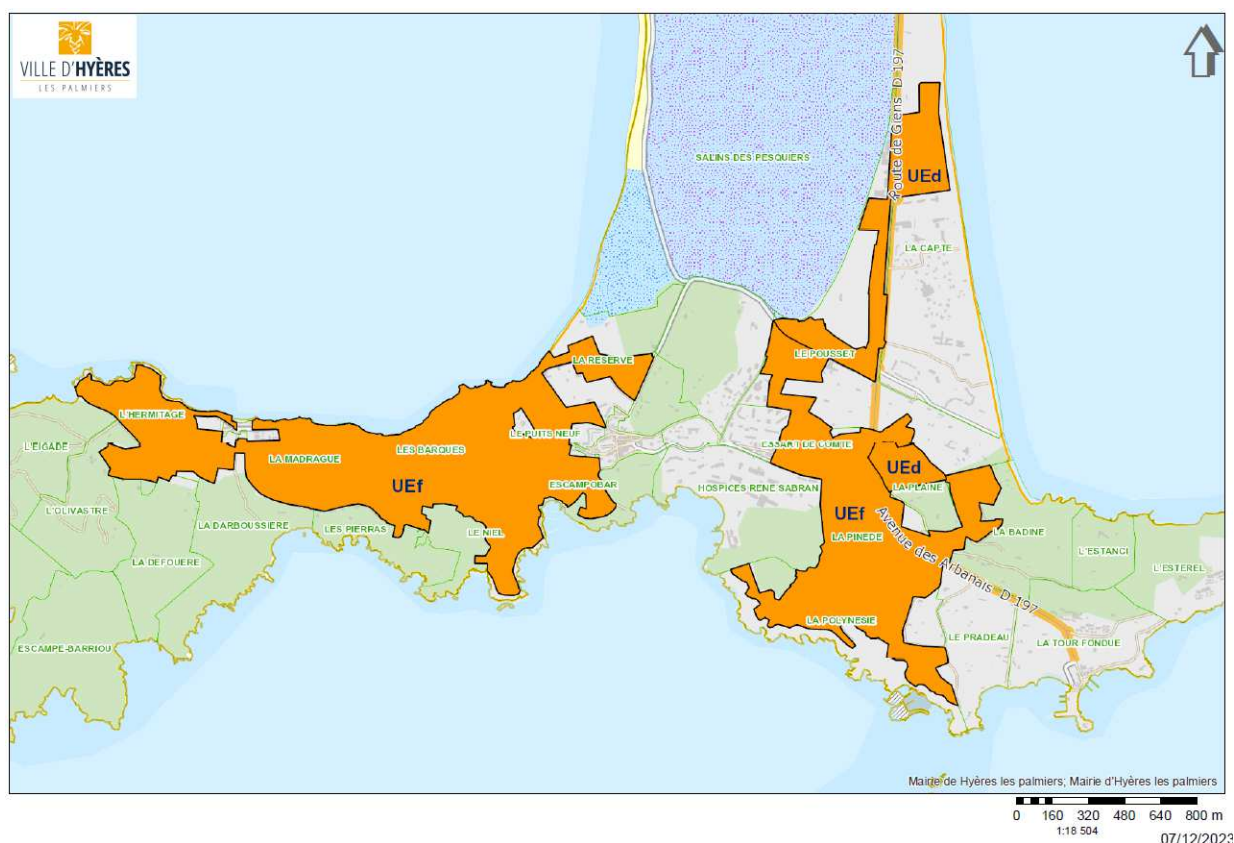 VILLE D'HYÈRES
LES PALMIERS
SALINS DES PESQUIERS
Route de Giens D 197
UEd
LA CAPTE
LE POUSSET
LA RESERVE
L'HERMITAGE
L'EIGADE
LE PUITS NEUF
LA MADRAGUE
LES BARQUES
ESSART DE COMTE
UEd
UEf
ESCAMPOBAR
HOSPICES RENE SABRAN
LA PLAINE
L'OLIVASTRE
LA DARBOUSSIERE
LES PIERRAS
LE NIEL
UEf
LA PINEDE
Avenue des Arbanais D 197
LA BADINE
L'ESTANCI
L'ESTEREL
LA DEFOUERE
LA POLYNESIE
LE PRADEAU
LA TOUR FONDUE
ESCAMPE-BARRIOU
Mairie de Hyères les palmiers; Mairie d'Hyères les palmiers
0 160 320 480 640 800 m
1:18 504
07/12/2023